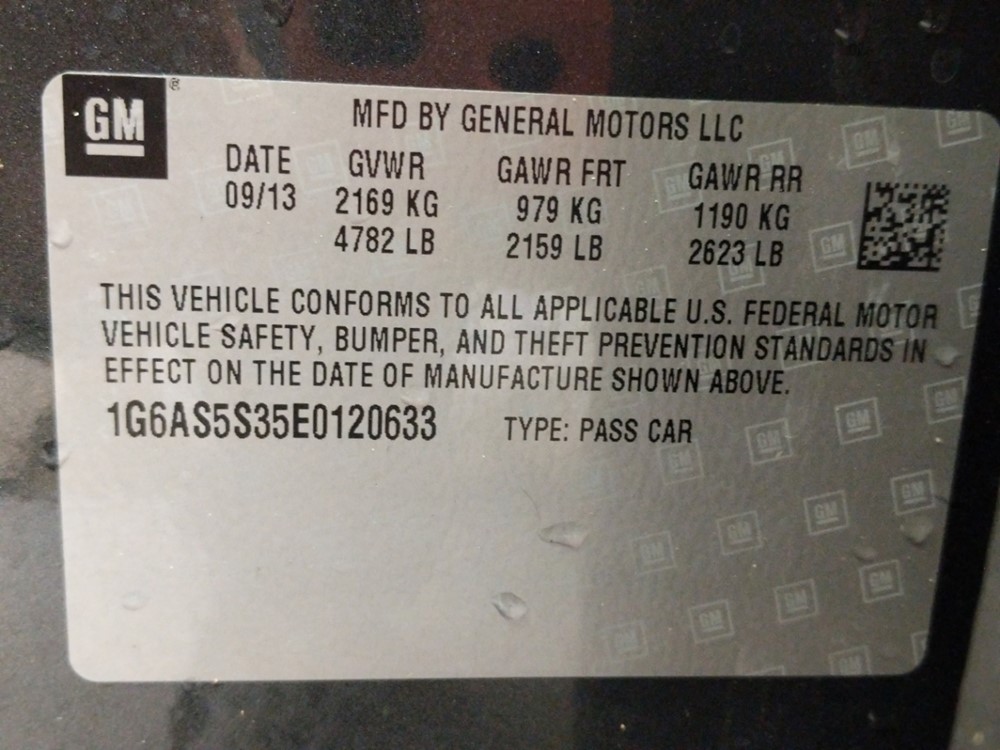 GM
MFD BY GENERAL MOTORS LLC
DATE GVWR GAWR FRT GAWR RR
09/13 2169 KG 979 KG 1190 KG
4782 LB 2159 LB 2623 LB
THIS VEHICLE CONFORMS TO ALL APPLICABLE U.S. FEDERAL MOTOR
VEHICLE SAFETY, BUMPER, AND THEFT PREVENTION STANDARDS IN
EFFECT ON THE DATE OF MANUFACTURE SHOWN ABOVE.
1G6AS5S35E0120633 TYPE: PASS CAR